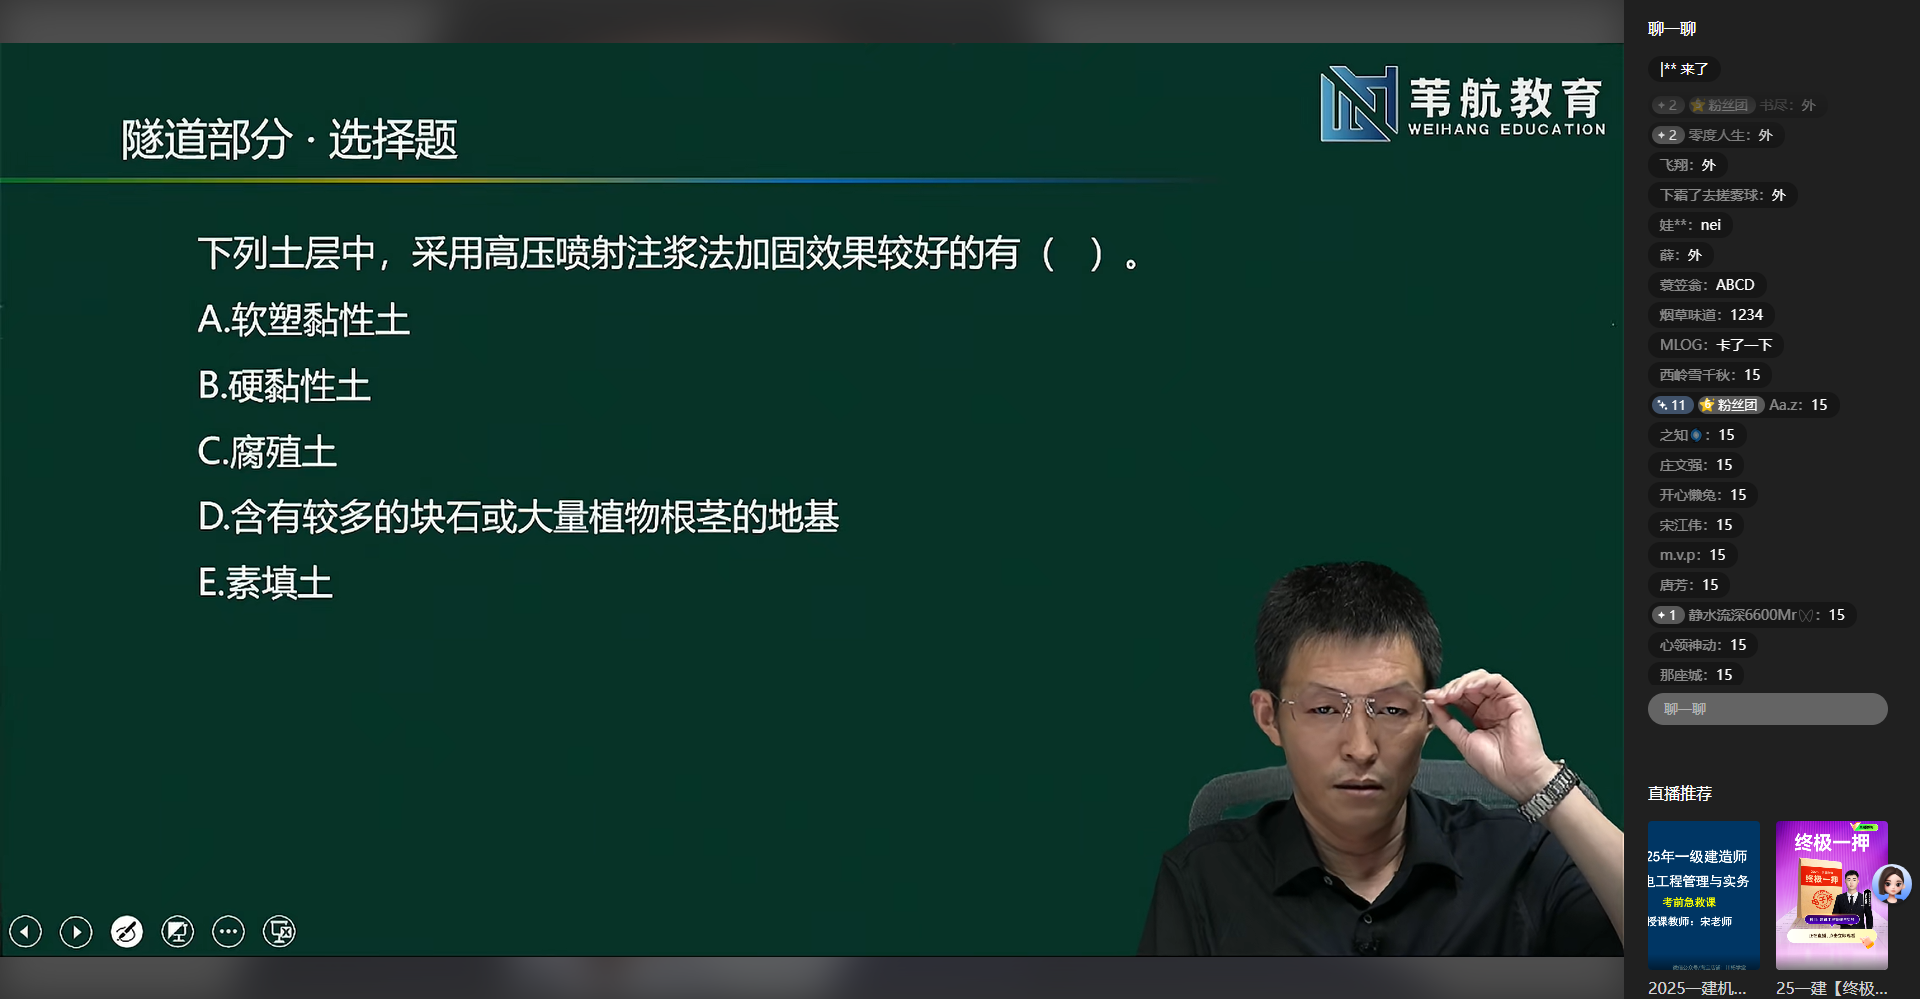 苇航教育
WEIHANG EDUCATION
隧道部分·选择题
下列土层中，采用高压喷射注浆法加固效果较好的有（ ）。
A.软塑黏性土
B.硬黏性土
C.腐殖土
D.含有较多的块石或大量植物根茎的地基
E.素填土
聊一聊
|** 来了
2 粉丝团 书尽：外
2 零度人生：外
飞翔：外
下霜了去搓雾球：外
娃**：nei
薛：外
蓑笠翁：ABCD
烟草味道：1234
MLOG：卡了一下
西岭雪千秋：15
11 粉丝团 Aa.z：15
之知：15
庄文强：15
开心懒兔：15
宋江伟：15
m.v.p：15
唐芳：15
1 静水流深6600Mr：15
心领神动：15
那座城：15
聊一聊
直播推荐
25年一级建造师
电工程管理与实务
考前急救课
授课教师：宋老师
2025一建机...
终极一押
终极一押
25一建【终极...